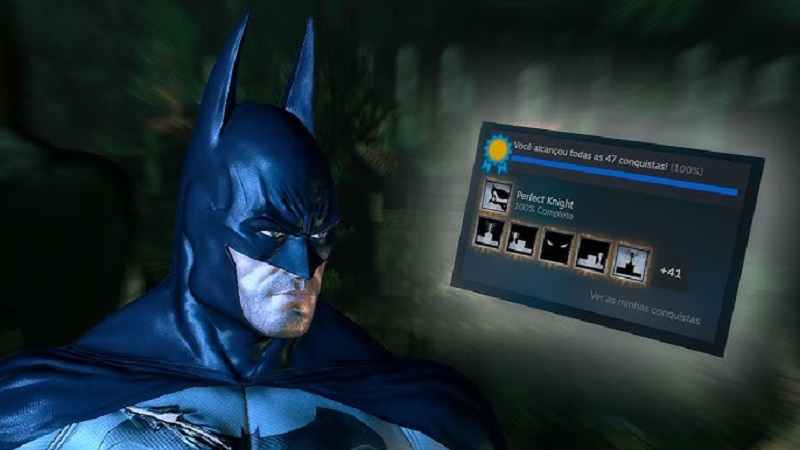 Você alcançou todas as 47 conquistas! (100%)
Perfect Knight
100% Complete
+41
Ver as minhas conquistas